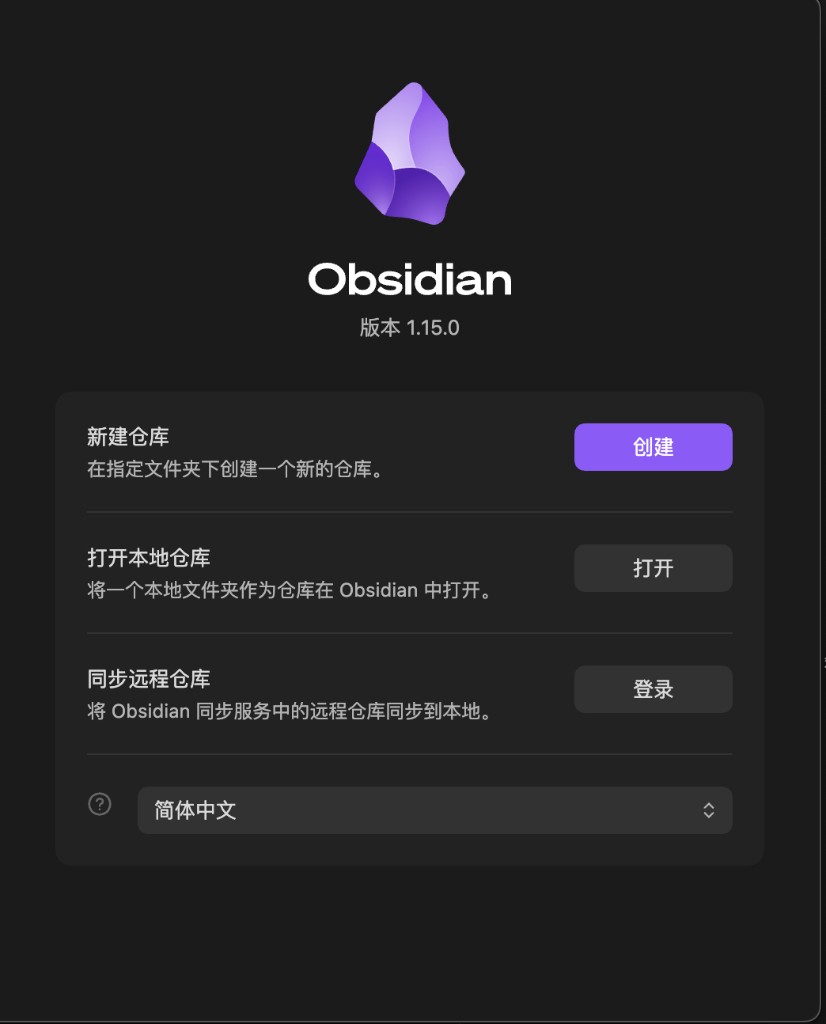 Obsidian
版本 1.15.0
新建仓库
在指定文件夹下创建一个新的仓库。
创建
打开本地仓库
将一个本地文件夹作为仓库在 Obsidian 中打开。
打开
同步远程仓库
将 Obsidian 同步服务中的远程仓库同步到本地。
登录
?
简体中文